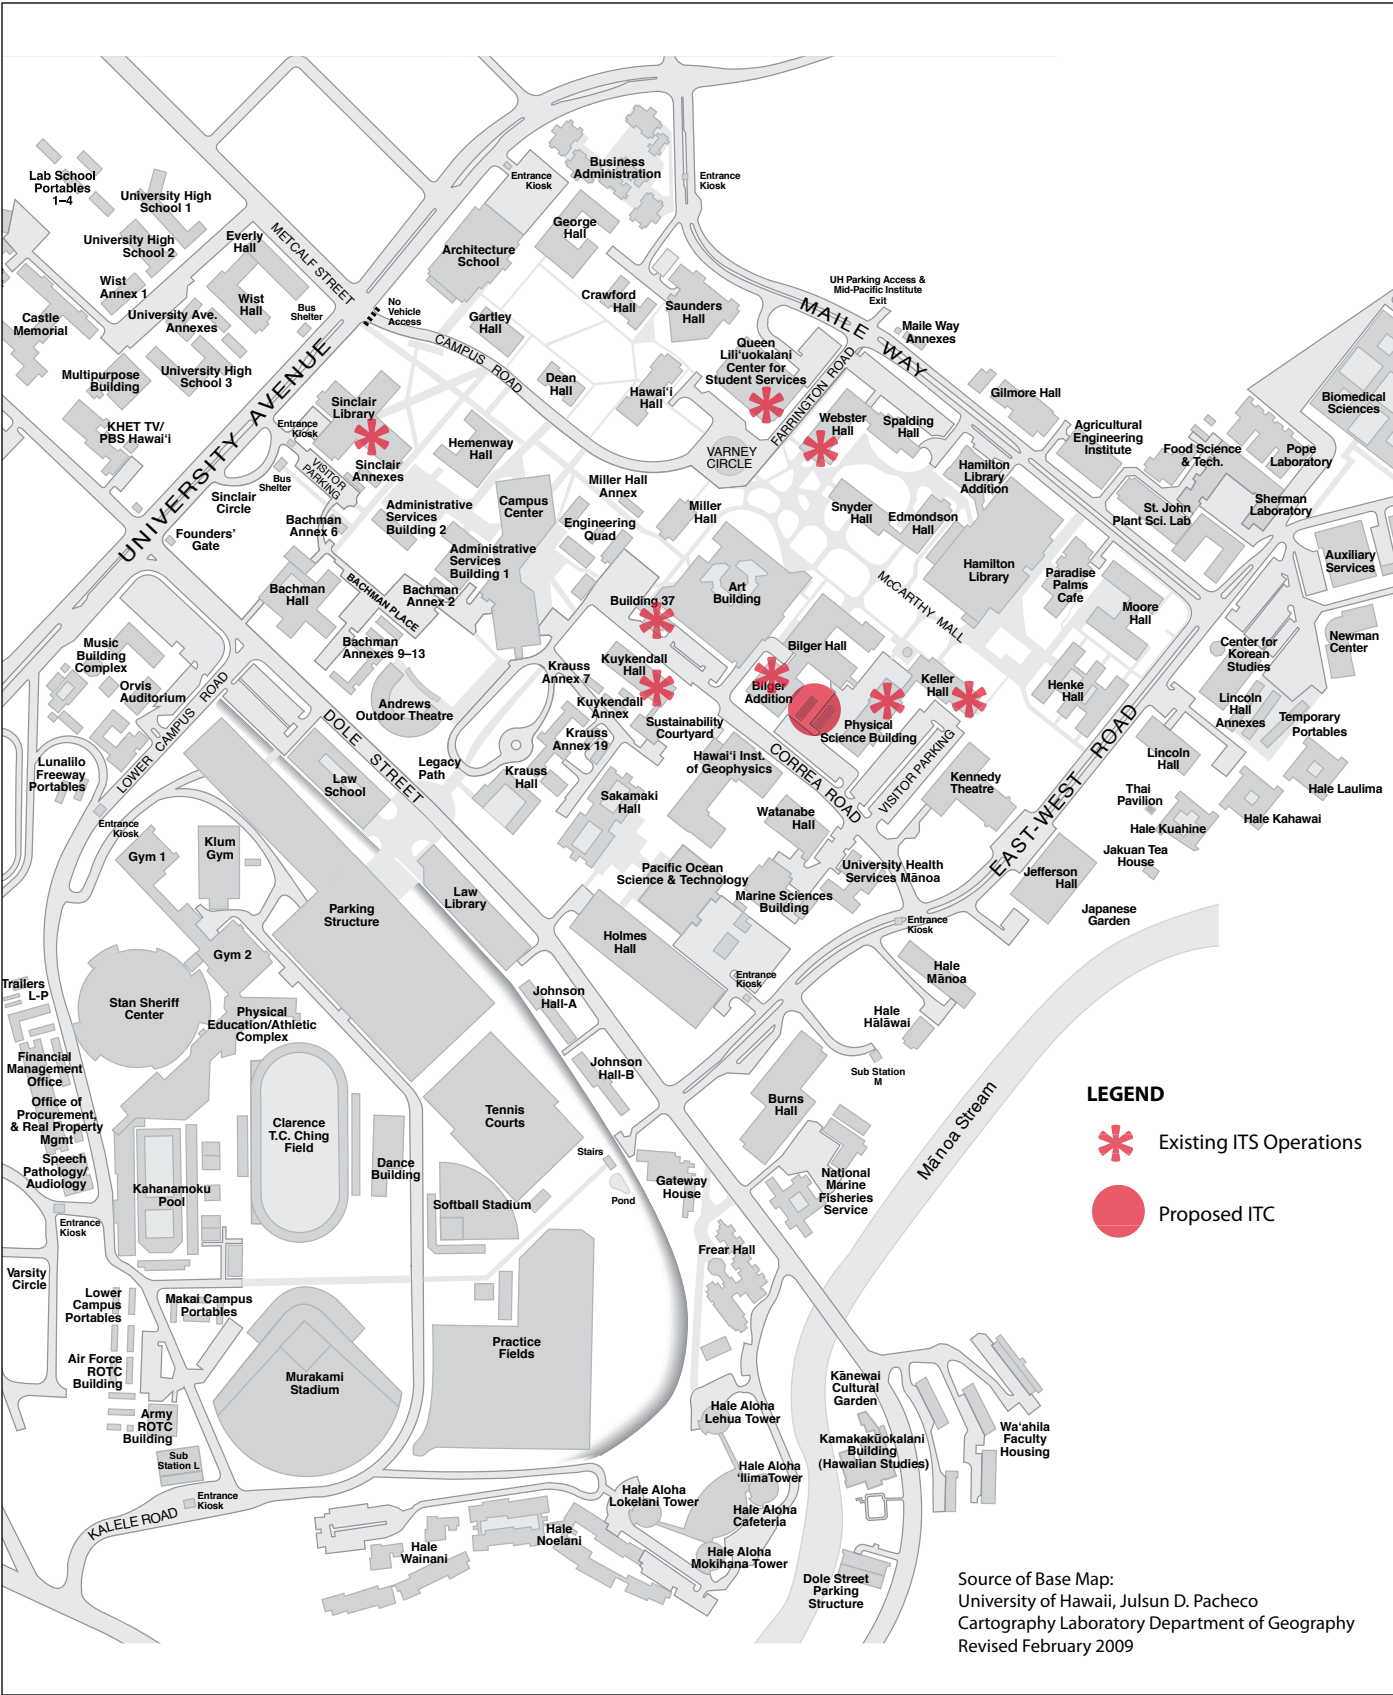 Business
Administration
Entrance
Kiosk
Entrance
Kiosk
Lab School
Portables
1–4
University High
School 1
University High
School 2
Everly
Hall
METCALF STREET
George
Hall
Architecture
School
Wist
Annex 1
Wist
Hall
Castle
Memorial
University Ave.
Annexes
Bus
Shelter
No
Vehicle
Access
Gartley
Hall
Crawford
Hall
Saunders
Hall
UH Parking Access &
Mid-Pacific Institute
Exit
MAILE WAY
Maile Way
Annexes
Multipurpose
Building
University High
School 3
UNIVERSITY AVENUE
CAMPUS ROAD
Dean
Hall
Hawai‘i
Hall
Queen
Lili‘uokalani
Center for
Student Services
FARRINGTON ROAD
Gilmore Hall
Biomedical
Sciences
KHET TV/
PBS Hawai‘i
Sinclair
Library
Entrance
Kiosk
Hemenway
Hall
Webster
Hall
Spalding
Hall
Agricultural
Engineering
Institute
Food Science
& Tech.
Pope
Laboratory
VARNEY
CIRCLE
Sinclair
Annexes
VISITOR
PARKING
Bus
Shelter
Sinclair
Circle
Hamilton
Library
Addition
Miller Hall
Annex
Miller
Hall
Snyder
Hall
Edmondson
Hall
St. John
Plant Sci. Lab
Sherman
Laboratory
Founders’
Gate
Bachman
Annex 6
Administrative
Services
Building 2
Campus
Center
Engineering
Quad
Administrative
Services
Building 1
Auxiliary
Services
Bachman
Hall
BACHMAN PLACE
Bachman
Annex 2
Art
Building
Building 37
McCARTHY MALL
Hamilton
Library
Paradise
Palms
Cafe
Moore
Hall
Music
Building
Complex
Bachman
Annexes 9–13
Bilger Hall
Center for
Korean
Studies
Newman
Center
Orvis
Auditorium
Andrews
Outdoor Theatre
Krauss
Annex 7
Kuykendall
Hall
Kuykendall
Annex
Bilger
Addition
Keller
Hall
Henke
Hall
Lincoln
Hall
Annexes
Temporary
Portables
LOWER CAMPUS ROAD
DOLE STREET
Sustainability
Courtyard
Physical
Science Building
Krauss
Annex 19
CORREA ROAD
VISITOR PARKING
EAST-WEST ROAD
Lincoln
Hall
Lunalilo
Freeway
Portables
Law
School
Legacy
Path
Krauss
Hall
Hawai‘i Inst.
of Geophysics
Kennedy
Theatre
Thai
Pavilion
Hale Laulima
Sakamaki
Hall
Watanabe
Hall
Hale Kuahine
Hale Kahawai
Entrance
Kiosk
Gym 1
Klum
Gym
Jakuan Tea
House
Pacific Ocean
Science & Technology
University Health
Services Mānoa
Jefferson
Hall
Law
Library
Marine Sciences
Building
Japanese
Garden
Parking
Structure
Holmes
Hall
Entrance
Kiosk
Gym 2
Entrance
Kiosk
Hale
Mānoa
Trailers
L-P
Stan Sheriff
Center
Physical
Education/Athletic
Complex
Johnson
Hall-A
Hale
Hālāwai
Financial
Management
Office
Johnson
Hall-B
Sub Station
M
Office of
Procurement,
& Real Property
Mgmt
Clarence
T.C. Ching
Field
Tennis
Courts
Burns
Hall
Mānoa Stream
LEGEND
Existing ITS Operations
Proposed ITC
Speech
Pathology/
Audiology
Dance
Building
Stairs
Pond
Gateway
House
National
Marine
Fisheries
Service
Kahanamoku
Pool
Softball Stadium
Entrance
Kiosk
Frear Hall
Varsity
Circle
Lower
Campus
Portables
Makai Campus
Portables
Practice
Fields
Air Force
ROTC
Building
Murakami
Stadium
Kānewai
Cultural
Garden
Army
ROTC
Building
Hale Aloha
Lehua Tower
Kamakakūokalani
Building
(Hawaiian Studies)
Wa‘ahila
Faculty
Housing
Sub
Station L
Hale Aloha
‘IlimaTower
Hale Aloha
Lokelani Tower
Entrance
Kiosk
KALELE ROAD
Hale Aloha
Cafeteria
Hale
Noelani
Hale
Wainani
Hale Aloha
Mokihana Tower
Dole Street
Parking
Structure
Source of Base Map:
University of Hawaii, Julsun D. Pacheco
Cartography Laboratory Department of Geography
Revised February 2009